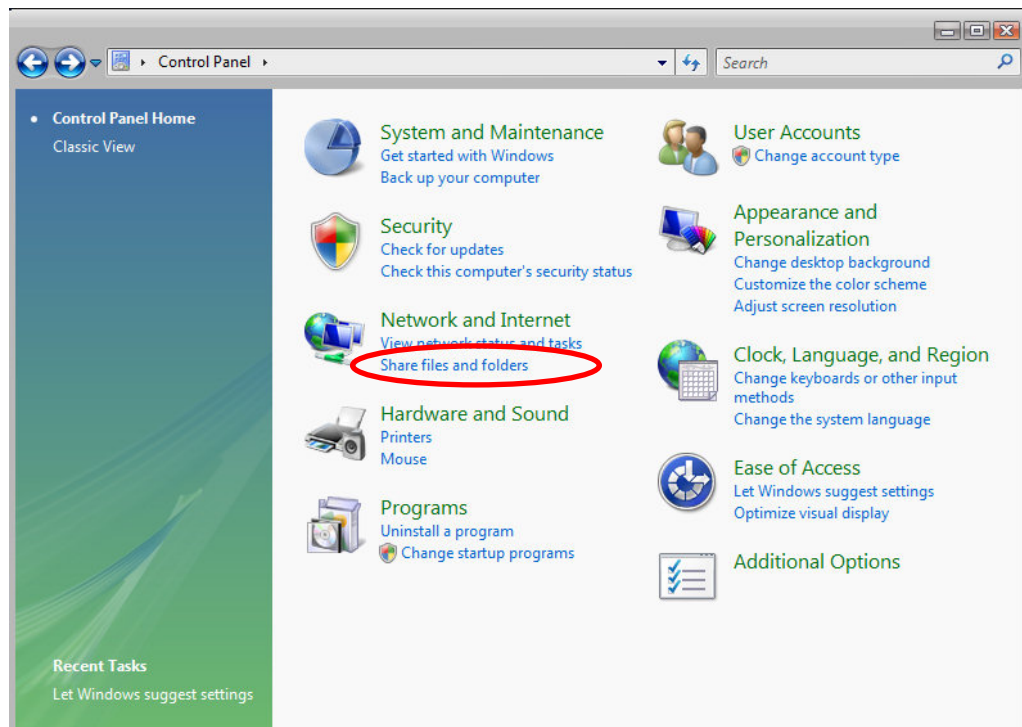 Control Panel
Search
Control Panel Home
Classic View
System and Maintenance
Get started with Windows
Back up your computer
Security
Check for updates
Check this computer's security status
Network and Internet
View network status and tasks
Share files and folders
Hardware and Sound
Printers
Mouse
Programs
Uninstall a program
Change startup programs
User Accounts
Change account type
Appearance and
Personalization
Change desktop background
Customize the color scheme
Adjust screen resolution
Clock, Language, and Region
Change keyboards or other input
methods
Change the system language
Ease of Access
Let Windows suggest settings
Optimize visual display
Additional Options
Recent Tasks
Let Windows suggest settings